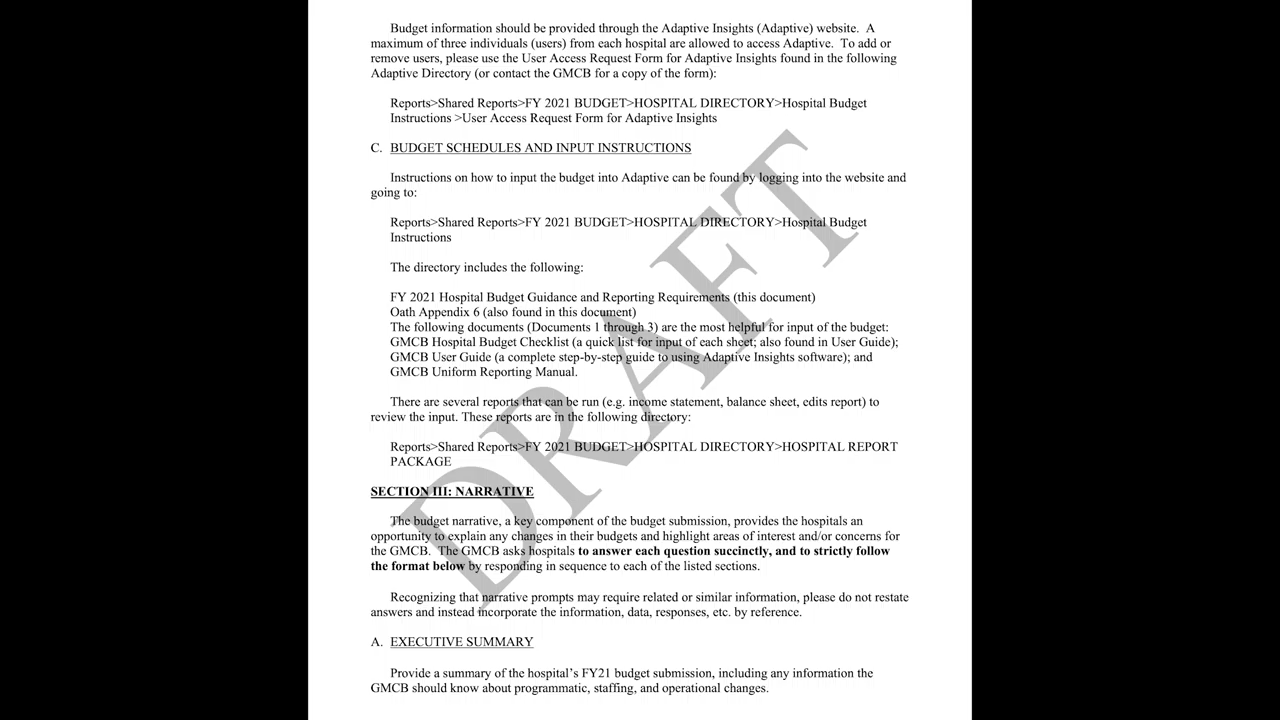 Budget information should be provided through the Adaptive Insights (Adaptive) website. A
maximum of three individuals (users) from each hospital are allowed to access Adaptive. To add or
remove users, please use the User Access Request Form for Adaptive Insights found in the following
Adaptive Directory (or contact the GMCB for a copy of the form):
Reports>Shared Reports>FY 2021 BUDGET>HOSPITAL DIRECTORY>Hospital Budget
Instructions >User Access Request Form for Adaptive Insights
C. BUDGET SCHEDULES AND INPUT INSTRUCTIONS
Instructions on how to input the budget into Adaptive can be found by logging into the website and
going to:
Reports>Shared Reports>FY 2021 BUDGET>HOSPITAL DIRECTORY>Hospital Budget
Instructions
The directory includes the following:
FY 2021 Hospital Budget Guidance and Reporting Requirements (this document)
Oath Appendix 6 (also found in this document)
The following documents (Documents 1 through 3) are the most helpful for input of the budget:
GMCB Hospital Budget Checklist (a quick list for input of each sheet; also found in User Guide);
GMCB User Guide (a complete step-by-step guide to using Adaptive Insights software); and
GMCB Uniform Reporting Manual.
There are several reports that can be run (e.g. income statement, balance sheet, edits report) to
review the input. These reports are in the following directory:
Reports>Shared Reports>FY 2021 BUDGET>HOSPITAL DIRECTORY>HOSPITAL REPORT
PACKAGE
SECTION III: NARRATIVE
The budget narrative, a key component of the budget submission, provides the hospitals an
opportunity to explain any changes in their budgets and highlight areas of interest and/or concerns for
the GMCB. The GMCB asks hospitals to answer each question succinctly, and to strictly follow
the format below by responding in sequence to each of the listed sections.
Recognizing that narrative prompts may require related or similar information, please do not restate
answers and instead incorporate the information, data, responses, etc. by reference.
A. EXECUTIVE SUMMARY
Provide a summary of the hospital's FY21 budget submission, including any information the
GMCB should know about programmatic, staffing, and operational changes.
DRAFT